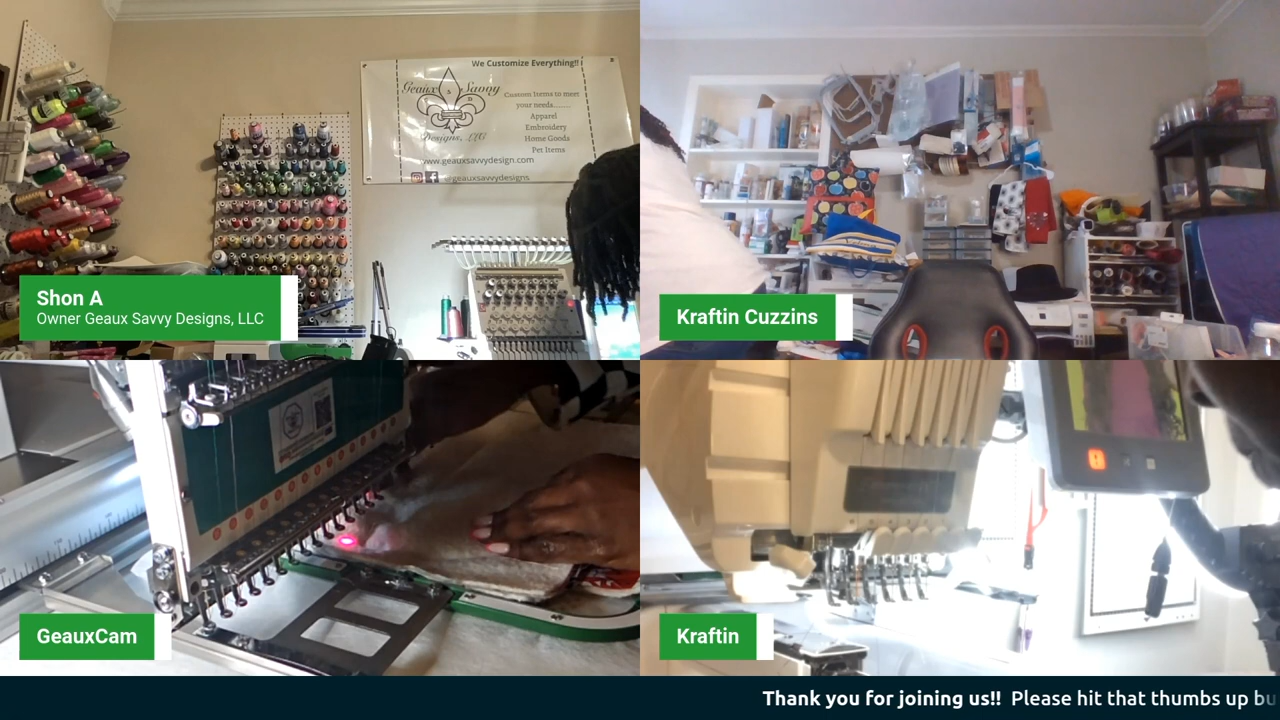 We Customize Everything!!
Geaux Savvy
Designs, LLC
Custom Items to meet
your needs.........
Apparel
Embroidery
Home Goods
Pet Items
www.geauxsavvydesign.com
@geauxsavvydesigns
Shon A
Owner Geaux Savvy Designs, LLC
Kraftin Cuzzins
GeauxCam
Kraftin
Thank you for joining us!! Please hit that thumbs up bu